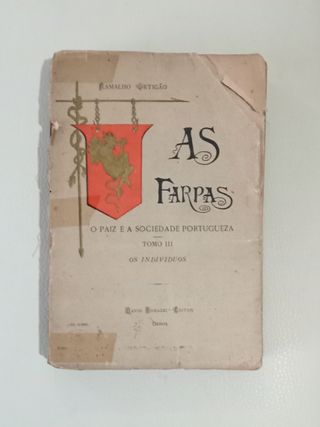 Ramalho Ortigão
AS
FARPAS
O PAIZ E A SOCIEDADE PORTUGUEZA
TOMO III
OS INDIVIDUOS
David Corazzi—Editor